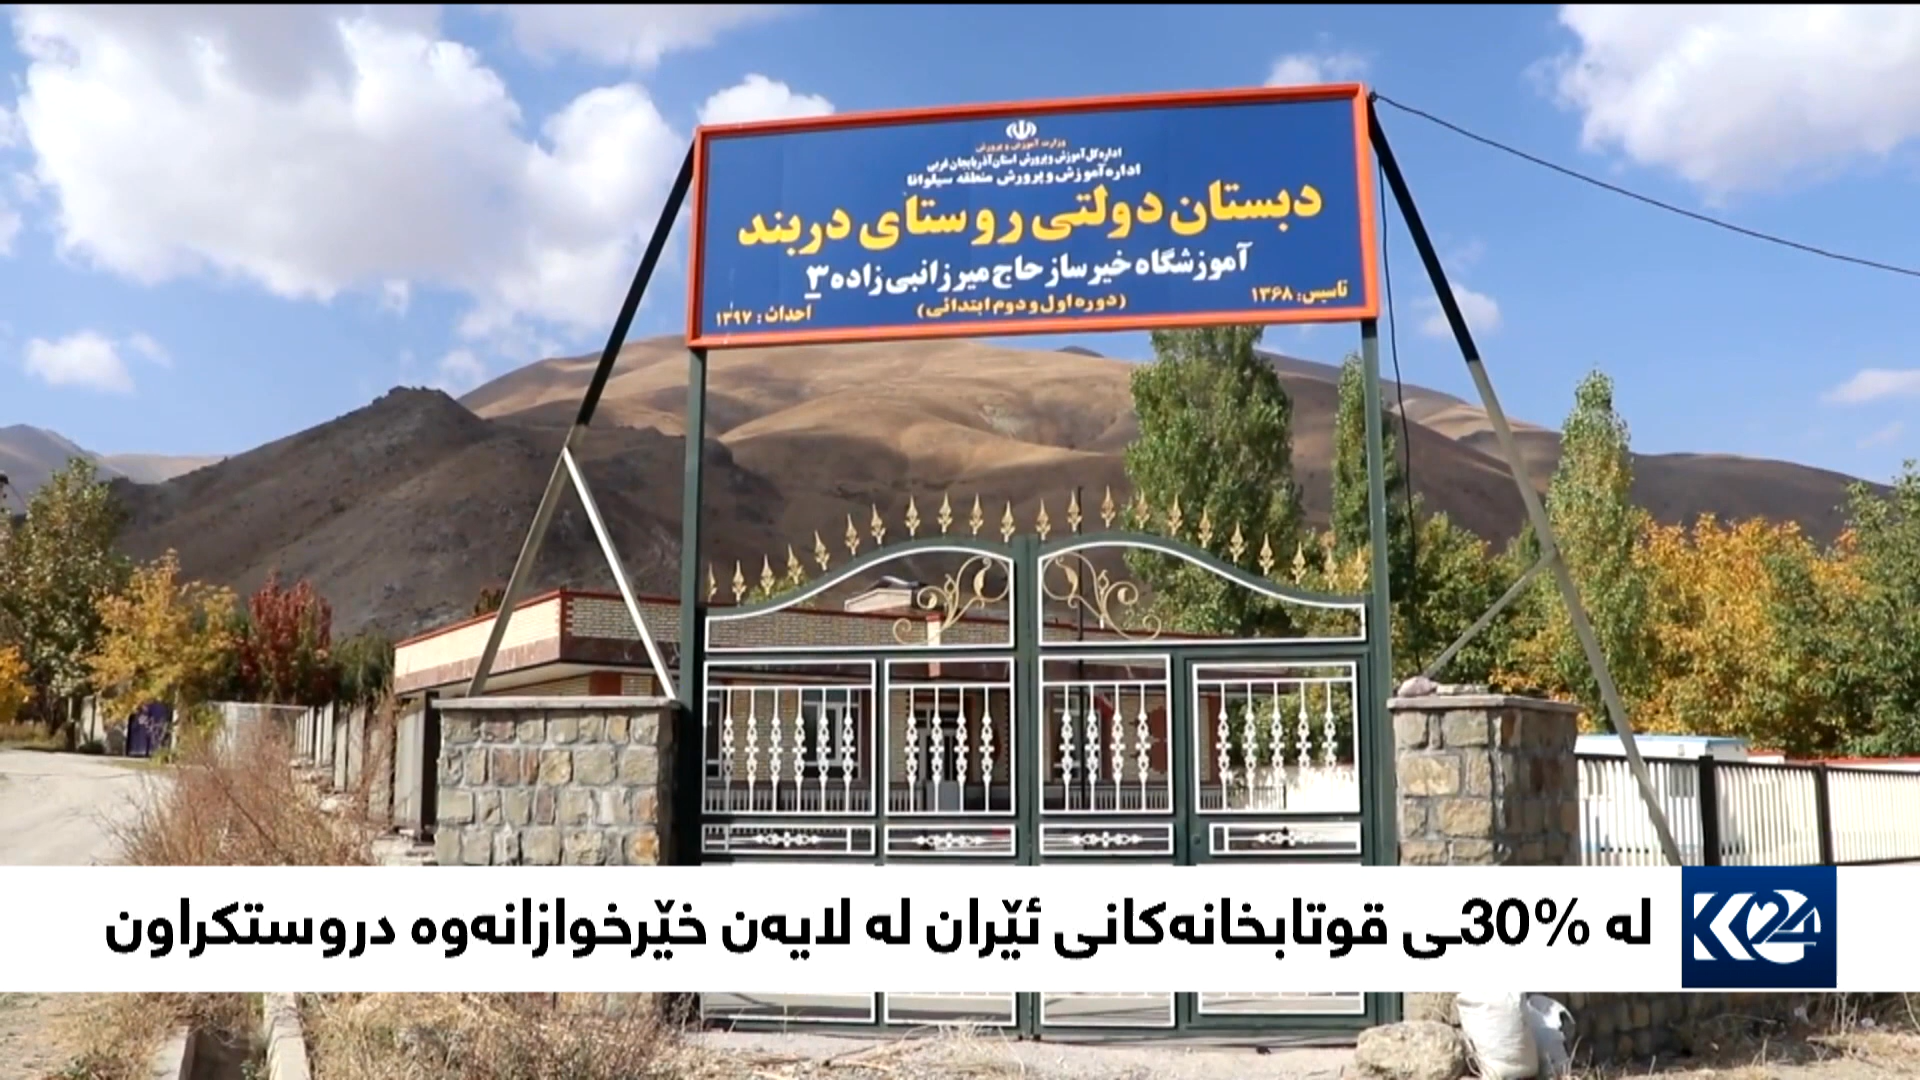 وزارت آموزش و پرورش
اداره کل آموزش و پرورش استان آذربایجان غربی
اداره آموزش و پرورش منطقه سیلوانا
دبستان دولتی روستای دربند
آموزشگاه خیرساز حاج میرزا نبی زاده ۳
تاسیس: ۱۳۶۸
(دوره اول و دوم ابتدائی)
احداث: ۱۳۹۷
لە 30%ـی قوتابخانەکانی ئێران لە لایەن خێرخوازانەوە دروستکراون
K24